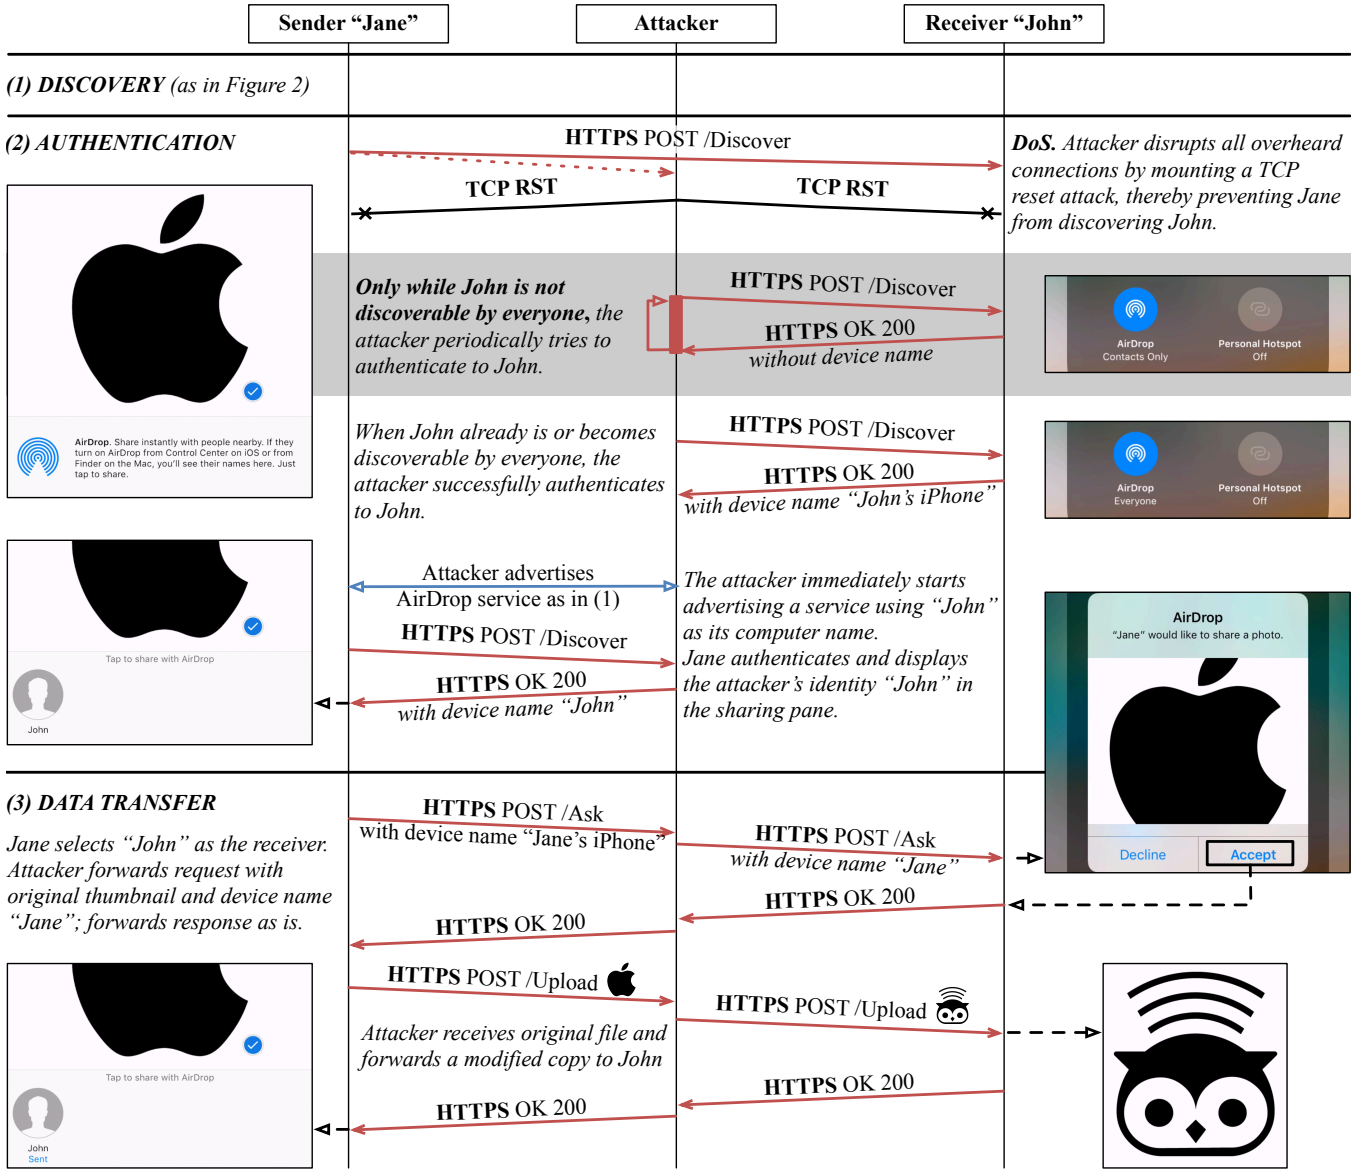 Sender “Jane”
Attacker
Receiver “John”
(1) DISCOVERY (as in Figure 2)
(2) AUTHENTICATION
HTTPS POST /Discover
TCP RST
TCP RST
DoS. Attacker disrupts all overheard
connections by mounting a TCP
reset attack, thereby preventing Jane
from discovering John.
AirDrop. Share instantly with people nearby. If they
turn on AirDrop from Control Center on iOS or from
Finder on the Mac, you’ll see their names here. Just
tap to share.
Only while John is not
discoverable by everyone, the
attacker periodically tries to
authenticate to John.
HTTPS POST /Discover
HTTPS OK 200
without device name
AirDrop
Contacts Only
Personal Hotspot
Off
When John already is or becomes
discoverable by everyone, the
attacker successfully authenticates
to John.
HTTPS POST /Discover
HTTPS OK 200
with device name “John’s iPhone”
AirDrop
Everyone
Personal Hotspot
Off
Tap to share with AirDrop
John
Attacker advertises
AirDrop service as in (1)
HTTPS POST /Discover
HTTPS OK 200
with device name “John”
The attacker immediately starts
advertising a service using “John”
as its computer name.
Jane authenticates and displays
the attacker’s identity “John” in
the sharing pane.
AirDrop
“Jane” would like to share a photo.
Decline
Accept
(3) DATA TRANSFER
Jane selects “John” as the receiver.
Attacker forwards request with
original thumbnail and device name
“Jane”; forwards response as is.
HTTPS POST /Ask
with device name “Jane’s iPhone”
HTTPS POST /Ask
with device name “Jane”
HTTPS OK 200
HTTPS OK 200
Tap to share with AirDrop
John
Sent
HTTPS POST /Upload
HTTPS POST /Upload
Attacker receives original file and
forwards a modified copy to John
HTTPS OK 200
HTTPS OK 200